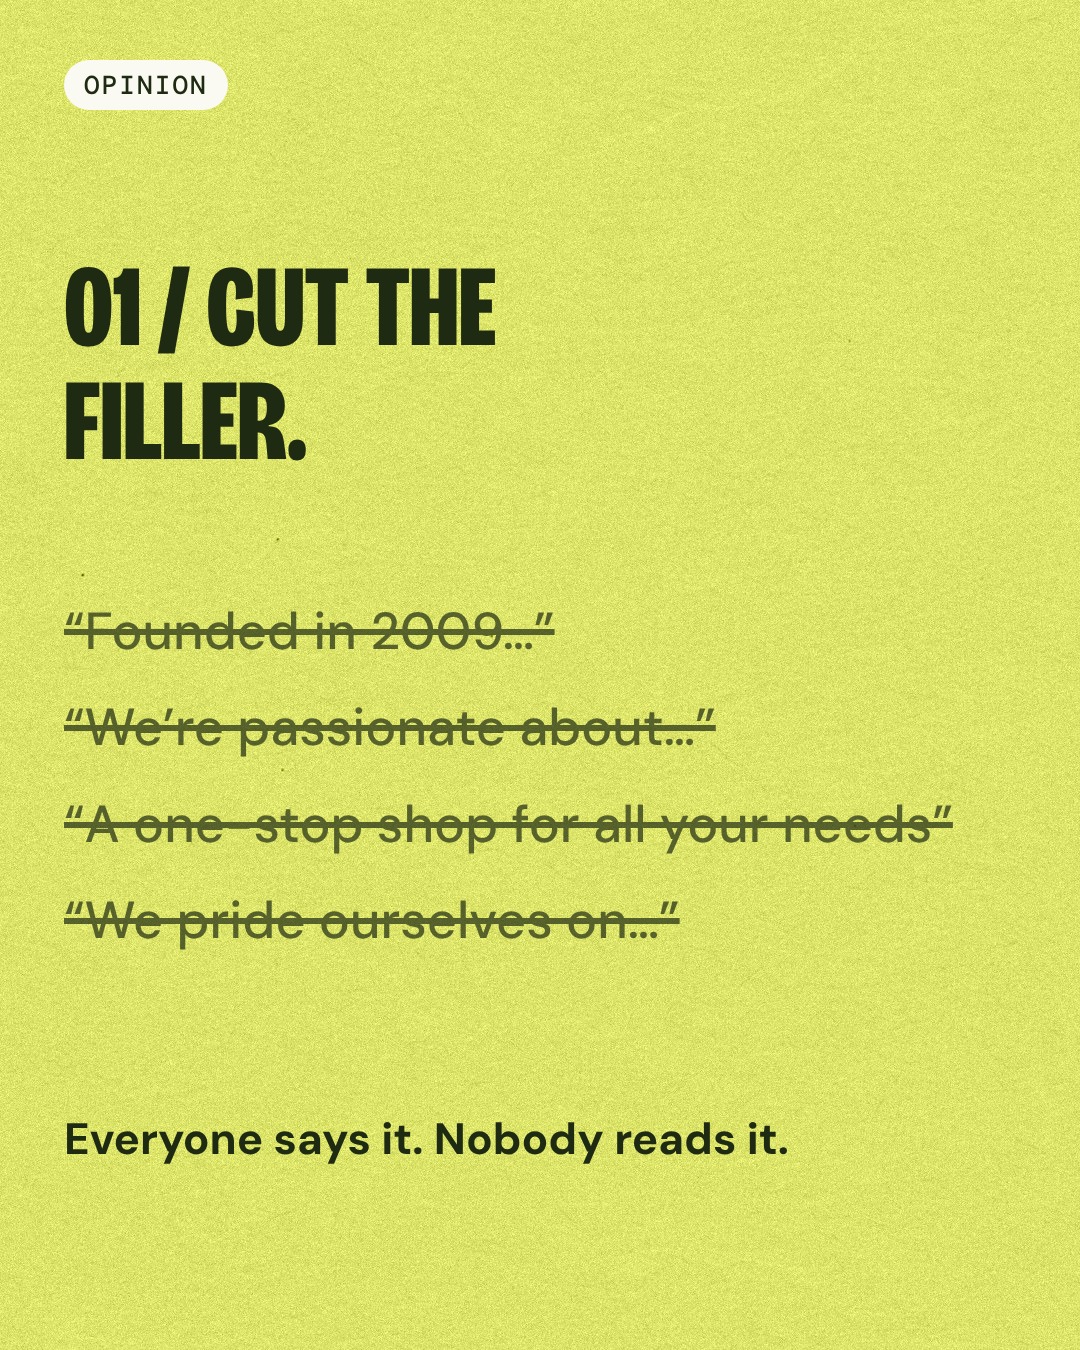 OPINION
01 / CUT THE
FILLER.
“Founded in 2009...”
“We’re passionate about...”
“A one-stop shop for all your needs”
“We pride ourselves on...”
Everyone says it. Nobody reads it.